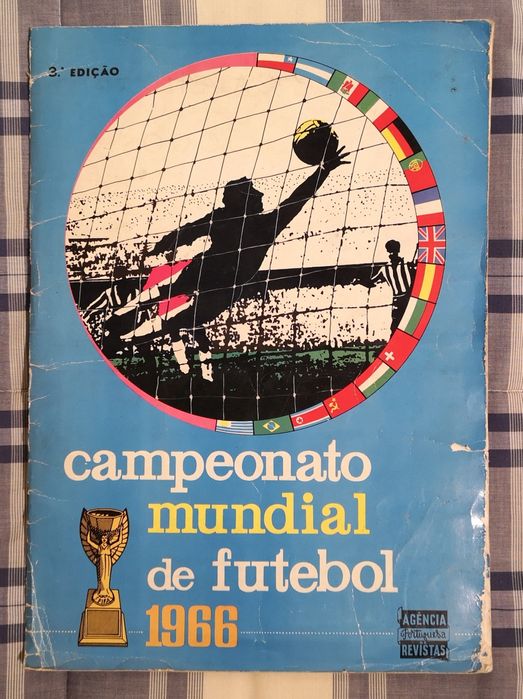 3.ª EDIÇÃO
campeonato
mundial
de futebol
1966
AGÊNCIA
Portuguesa
REVISTAS